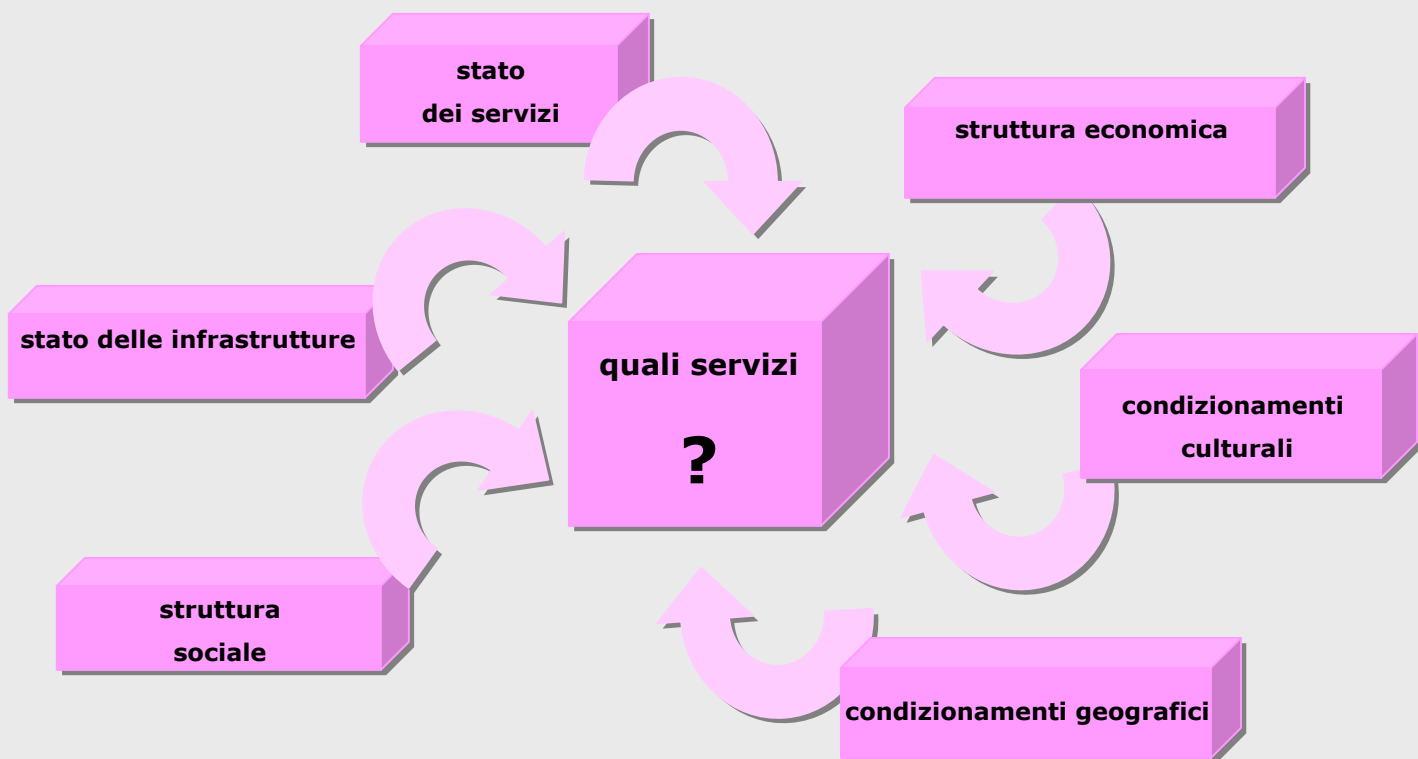 stato
dei servizi
struttura economica
stato delle infrastrutture
quali servizi
?
condizionamenti
culturali
struttura
sociale
condizionamenti geografici